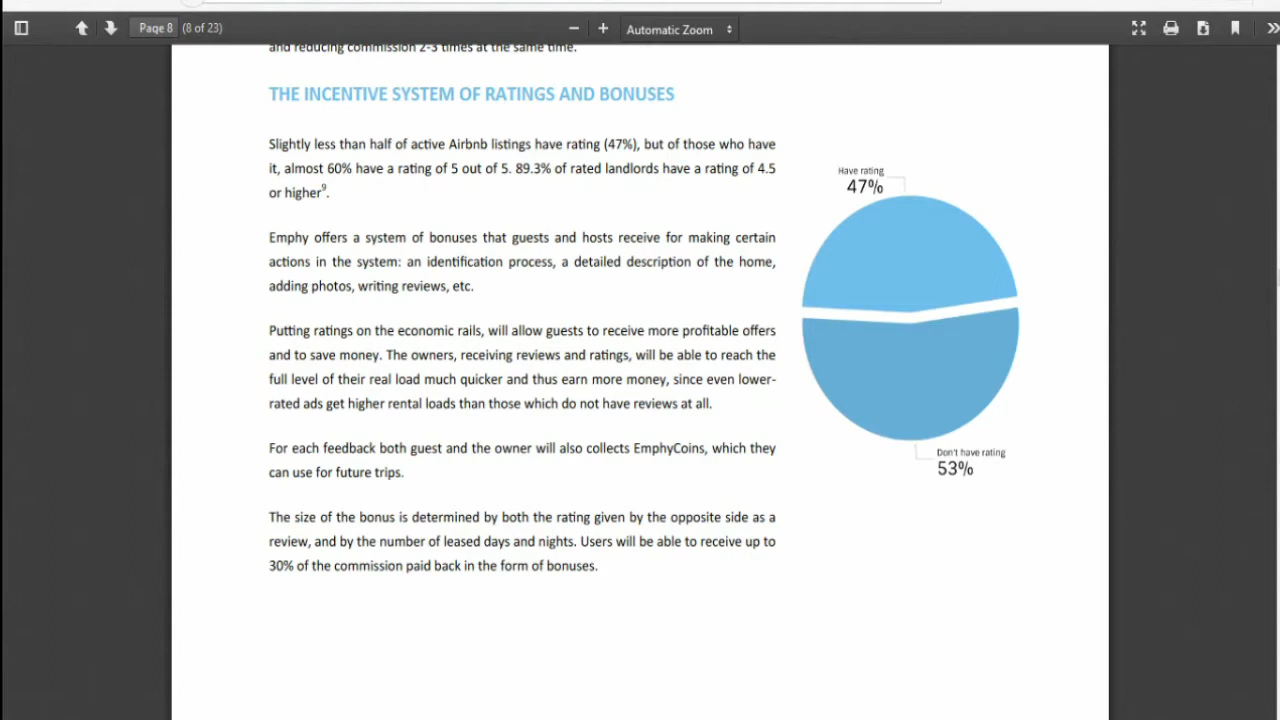 Page 8 (8 of 23)
Automatic Zoom
and reducing commission 2-3 times at the same time.
THE INCENTIVE SYSTEM OF RATINGS AND BONUSES
Slightly less than half of active Airbnb listings have rating (47%), but of those who have
it, almost 60% have a rating of 5 out of 5. 89.3% of rated landlords have a rating of 4.5
or higher⁹.
Emphy offers a system of bonuses that guests and hosts receive for making certain
actions in the system: an identification process, a detailed description of the home,
adding photos, writing reviews, etc.
Putting ratings on the economic rails, will allow guests to receive more profitable offers
and to save money. The owners, receiving reviews and ratings, will be able to reach the
full level of their real load much quicker and thus earn more money, since even lower-
rated ads get higher rental loads than those which do not have reviews at all.
For each feedback both guest and the owner will also collects EmphyCoins, which they
can use for future trips.
The size of the bonus is determined by both the rating given by the opposite side as a
review, and by the number of leased days and nights. Users will be able to receive up to
30% of the commission paid back in the form of bonuses.
Have rating
47%
Don't have rating
53%